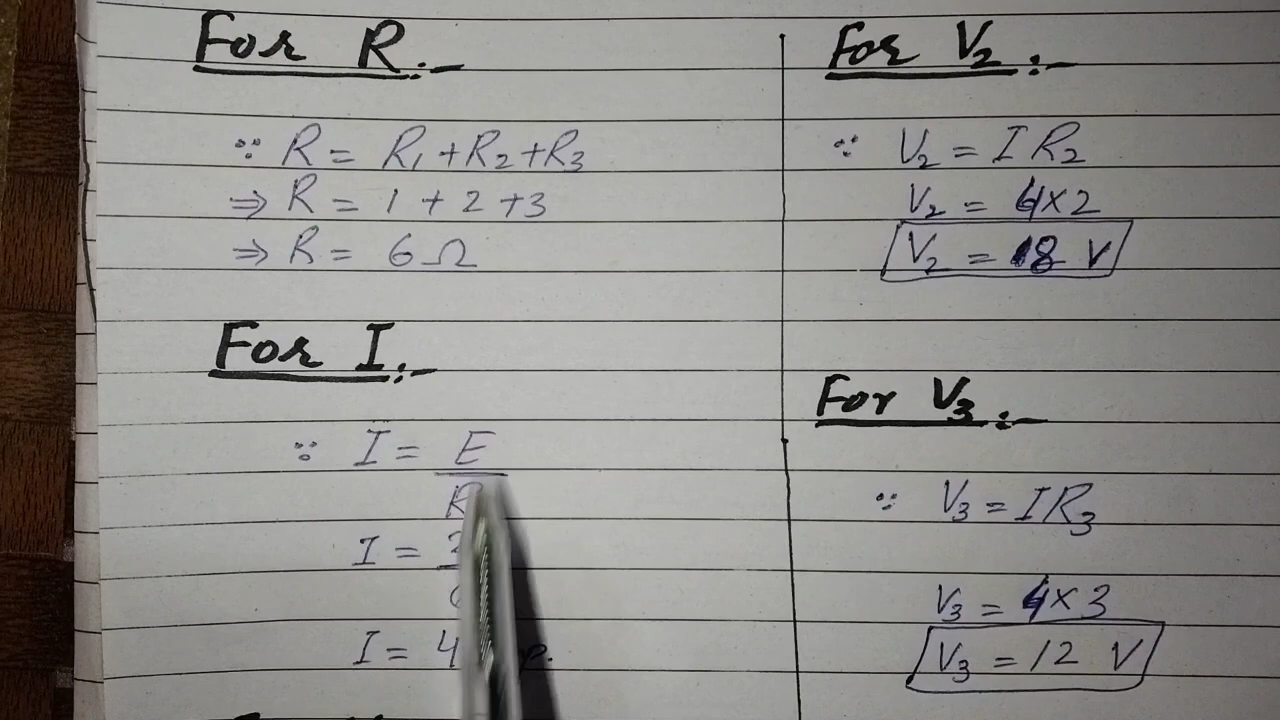 For R:-
∵ R = R₁ + R₂ + R₃
⇒ R = 1 + 2 + 3
⇒ R = 6 Ω
For I:-
∵ I = E
R
I = 2
I = 4 p.
For V₂:-
∵ V₂ = I R₂
V₂ = 4 × 2
V₂ = 8 V
For V₃:-
∵ V₃ = I R₃
V₃ = 4 × 3
V₃ = 12 V